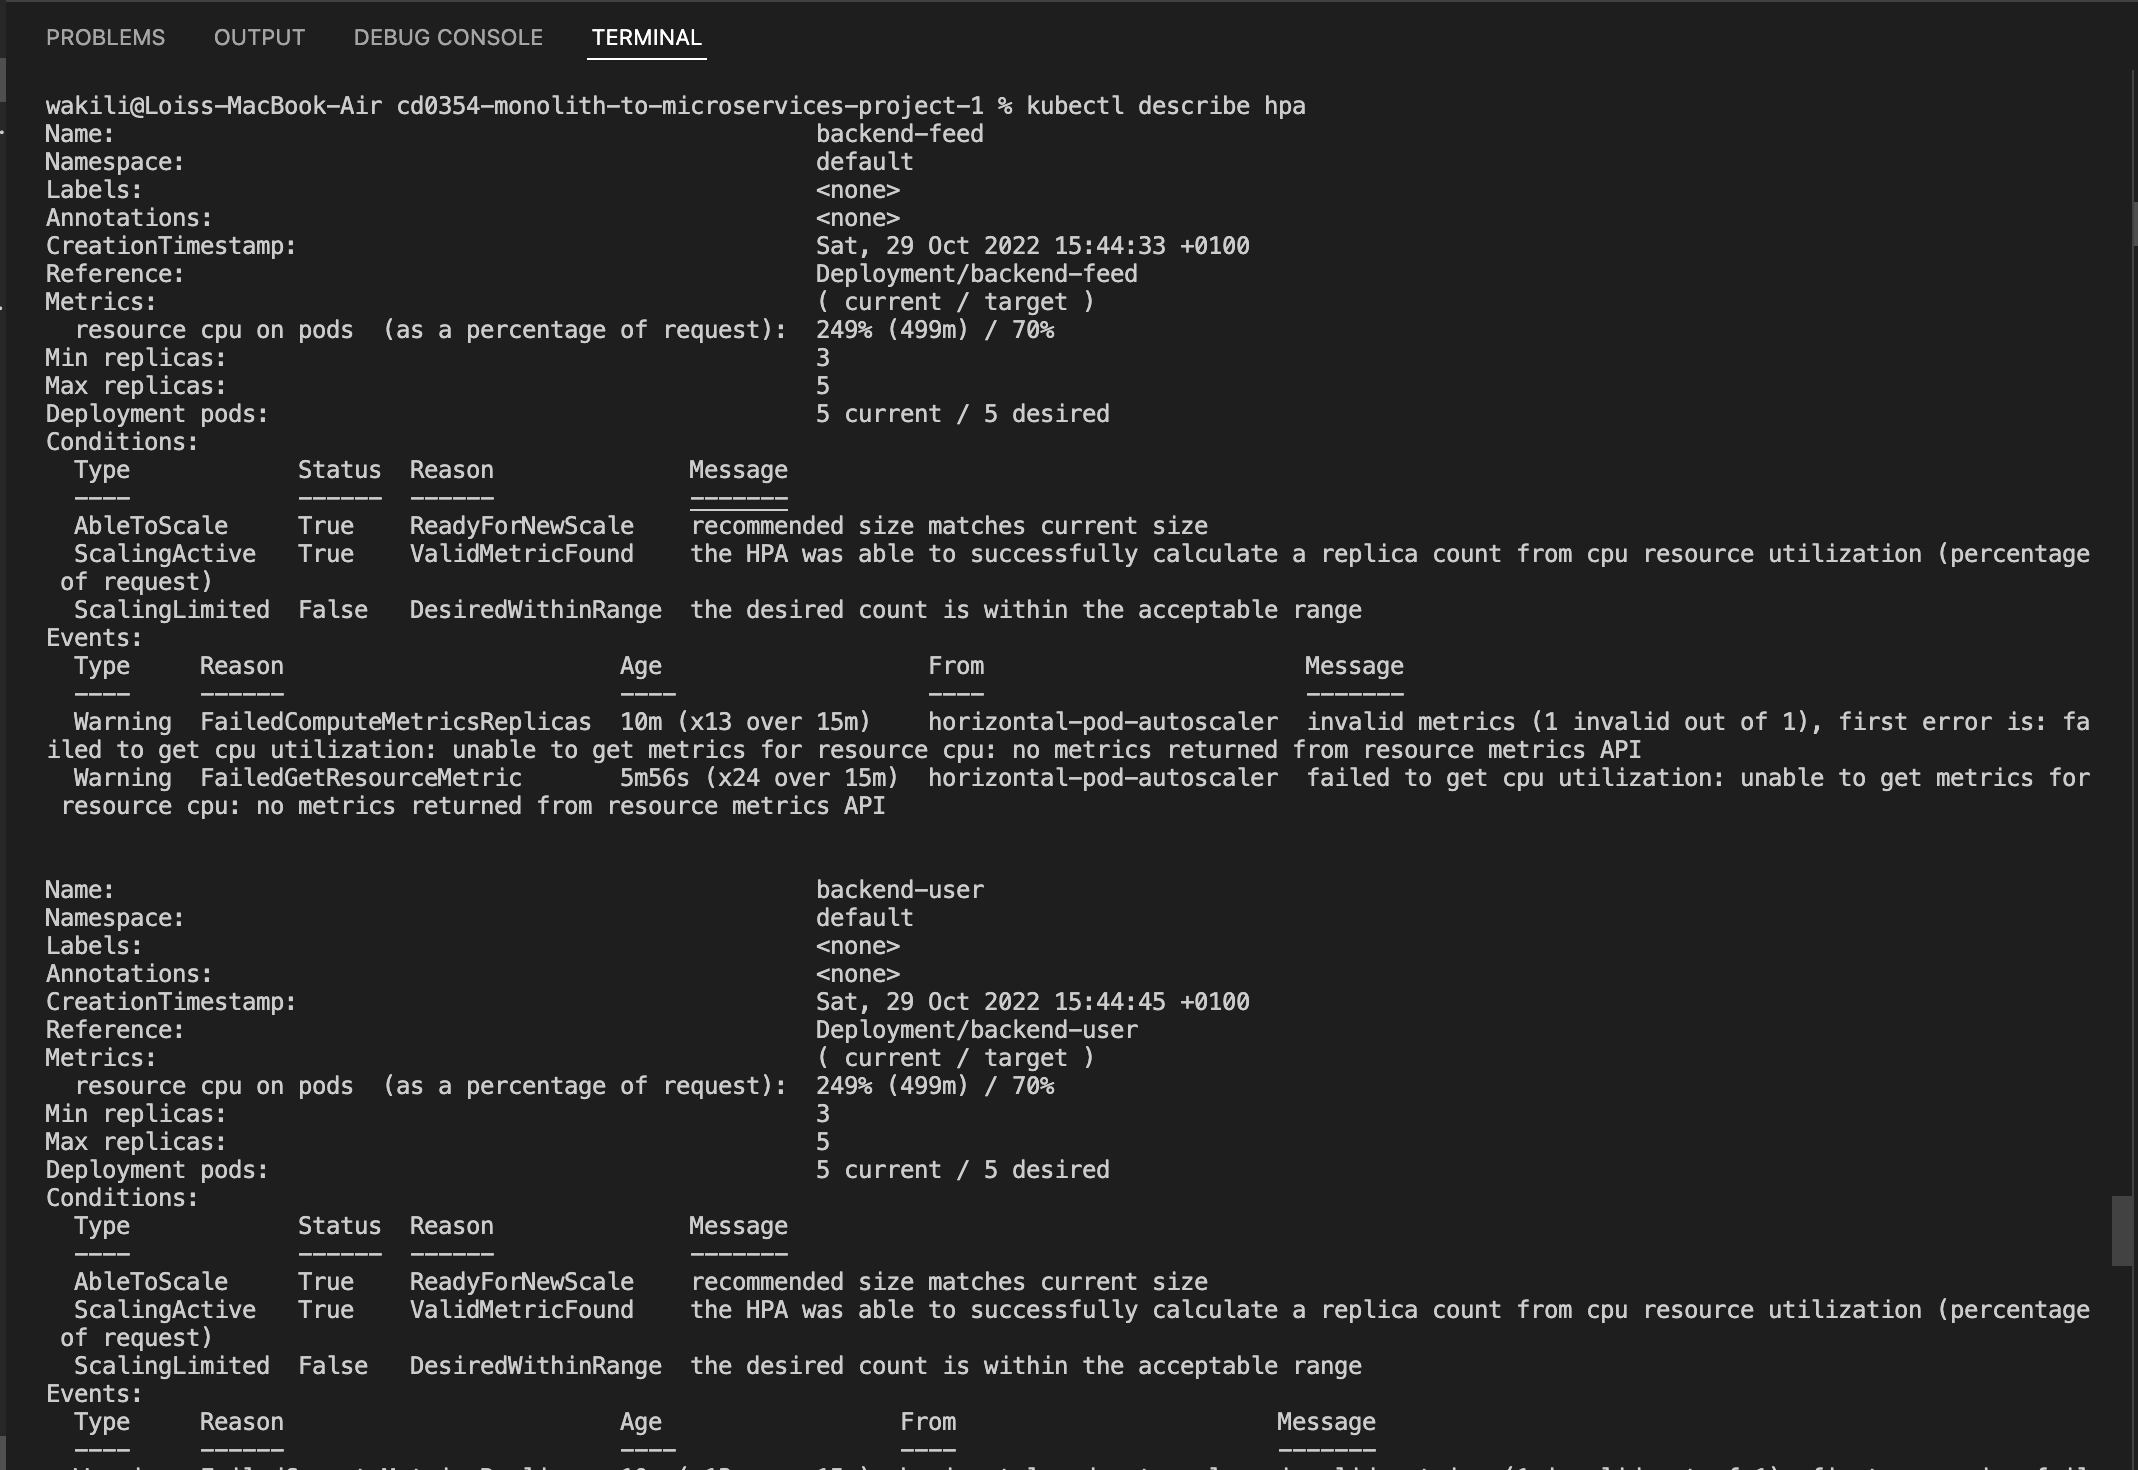 PROBLEMS OUTPUT DEBUG CONSOLE TERMINAL
wakili@Loiss-MacBook-Air cd0354-monolith-to-microservices-project-1 % kubectl describe hpa
Name: backend-feed
Namespace: default
Labels: <none>
Annotations: <none>
CreationTimestamp: Sat, 29 Oct 2022 15:44:33 +0100
Reference: Deployment/backend-feed
Metrics: ( current / target )
resource cpu on pods (as a percentage of request): 249% (499m) / 70%
Min replicas: 3
Max replicas: 5
Deployment pods: 5 current / 5 desired
Conditions:
Type Status Reason Message
---- ------ ------ -------
AbleToScale True ReadyForNewScale recommended size matches current size
ScalingActive True ValidMetricFound the HPA was able to successfully calculate a replica count from cpu resource utilization (percentage
of request)
ScalingLimited False DesiredWithinRange the desired count is within the acceptable range
Events:
Type Reason Age From Message
---- ------ ---- ---- -------
Warning FailedComputeMetricsReplicas 10m (x13 over 15m) horizontal-pod-autoscaler invalid metrics (1 invalid out of 1), first error is: fa
iled to get cpu utilization: unable to get metrics for resource cpu: no metrics returned from resource metrics API
Warning FailedGetResourceMetric 5m56s (x24 over 15m) horizontal-pod-autoscaler failed to get cpu utilization: unable to get metrics for
resource cpu: no metrics returned from resource metrics API
Name: backend-user
Namespace: default
Labels: <none>
Annotations: <none>
CreationTimestamp: Sat, 29 Oct 2022 15:44:45 +0100
Reference: Deployment/backend-user
Metrics: ( current / target )
resource cpu on pods (as a percentage of request): 249% (499m) / 70%
Min replicas: 3
Max replicas: 5
Deployment pods: 5 current / 5 desired
Conditions:
Type Status Reason Message
---- ------ ------ -------
AbleToScale True ReadyForNewScale recommended size matches current size
ScalingActive True ValidMetricFound the HPA was able to successfully calculate a replica count from cpu resource utilization (percentage
of request)
ScalingLimited False DesiredWithinRange the desired count is within the acceptable range
Events:
Type Reason Age From Message
---- ------ ---- ---- -------